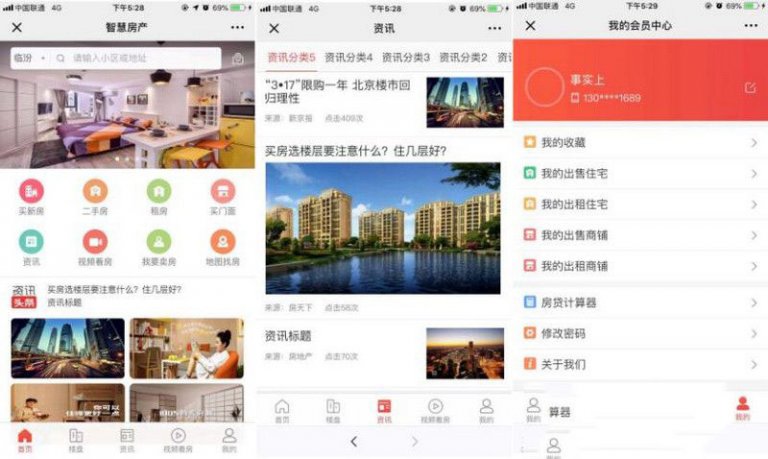 中国联通 4G 下午5:28 69%
智慧房产
临汾 请输入小区或地址
买新房 二手房 租房 买门面
资讯 视频看房 我要卖房 地图找房
资讯 买房选楼层要注意什么？住几层好？
头条 资讯标题
你可以
住得更好一点
首页 楼盘 资讯 视频看房 我的
中国联通 4G 下午5:28 69%
资讯
资讯分类5 资讯分类4 资讯分类3 资讯分类2 资讯
“3•17”限购一年 北京楼市回
归理性
来源：新京报 点击409次
买房选楼层要注意什么？住几层好？
来源：房天下 点击58次
资讯标题
来源：房地产 点击70次
首页 楼盘 资讯 视频看房 我的
中国联通 4G 下午5:29 69%
我的会员中心
事实上
130****1689
我的收藏
我的出售住宅
我的出租住宅
我的出售商铺
我的出租商铺
房贷计算器
修改密码
关于我们
算器
我的
首页